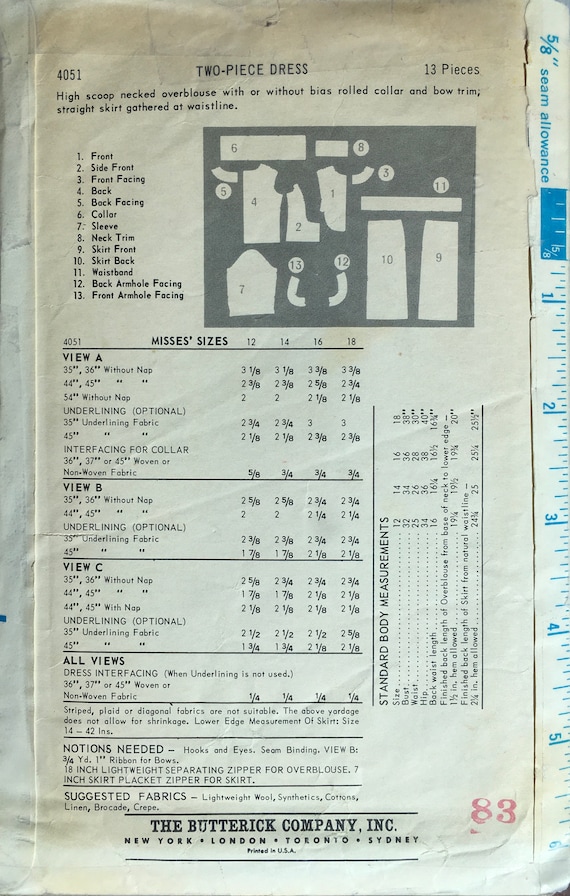 4051 TWO-PIECE DRESS 13 Pieces
High scoop necked overblouse with or without bias rolled collar and bow trim;
straight skirt gathered at waistline.
1. Front
2. Side Front
3. Front Facing
4. Back
5. Back Facing
6. Collar
7. Sleeve
8. Neck Trim
9. Skirt Front
10. Skirt Back
11. Waistband
12. Back Armhole Facing
13. Front Armhole Facing
6 8 3
5 4 2 1 11
7 13 12 10 9
4051 MISSES' SIZES 12 14 16 18
VIEW A
35", 36" Without Nap 3 1/8 3 1/8 3 3/8 3 3/8
44", 45" " " 2 3/8 2 3/8 2 5/8 2 3/4
54" Without Nap 2 2 2 1/8 2 1/8
UNDERLINING (OPTIONAL)
35" Underlining Fabric 2 3/4 2 3/4 3 3
45" " " 2 1/8 2 1/8 2 3/8 2 3/8
INTERFACING FOR COLLAR
36", 37" or 45" Woven or
Non-Woven Fabric 5/8 3/4 3/4 3/4
VIEW B
35", 36" Without Nap 2 5/8 2 5/8 2 3/4 2 3/4
44", 45" " " 2 2 2 1/4 2 1/4
UNDERLINING (OPTIONAL)
35" Underlining Fabric 2 3/8 2 3/8 2 3/4 2 3/4
45" " " 1 7/8 1 7/8 2 1/8 2 1/8
VIEW C
35", 36" Without Nap 2 5/8 2 3/4 2 3/4 2 3/4
44", 45" " " 1 7/8 1 7/8 2 1/8 2 1/8
44", 45" With Nap 2 1/8 2 1/8 2 1/8 2 1/8
UNDERLINING (OPTIONAL)
35" Underlining Fabric 2 1/2 2 1/2 2 1/2 2 5/8
45" " " 1 3/4 1 3/4 2 1/8 2 1/8
ALL VIEWS
DRESS INTERFACING (When Underlining is not used.)
36", 37" or 45" Woven or
Non-Woven Fabric 1/4 1/4 1/4 1/4
Striped, plaid or diagonal fabrics are not suitable. The above yardage
does not allow for shrinkage. Lower Edge Measurement Of Skirt: Size
14 – 42 Ins.
NOTIONS NEEDED – Hooks and Eyes. Seam Binding. VIEW B:
3/4 Yd. 1" Ribbon for Bows.
18 INCH LIGHTWEIGHT SEPARATING ZIPPER FOR OVERBLOUSE. 7
INCH SKIRT PLACKET ZIPPER FOR SKIRT.
SUGGESTED FABRICS – Lightweight Wool, Synthetics, Cottons,
Linen, Brocade, Crepe.
STANDARD BODY MEASUREMENTS
Size 12 14 16 18
Bust 32 34 36 38"
Waist 25 26 28 30"
Hip 34 36 38 40"
Back waist length 16 16¼ 16½ 16¾"
Finished back length of Overblouse from base of neck to lower edge –
1½ in. hem allowed 19¼ 19½ 19¾ 20"
Finished back length of Skirt from natural waistline –
2¼ in. hem allowed 24¾ 25 25¼ 25½"
83
THE BUTTERICK COMPANY, INC.
NEW YORK • LONDON • TORONTO • SYDNEY
Printed in U.S.A.
5/8" seam allowance
5/8
1
2
3
4
5
6